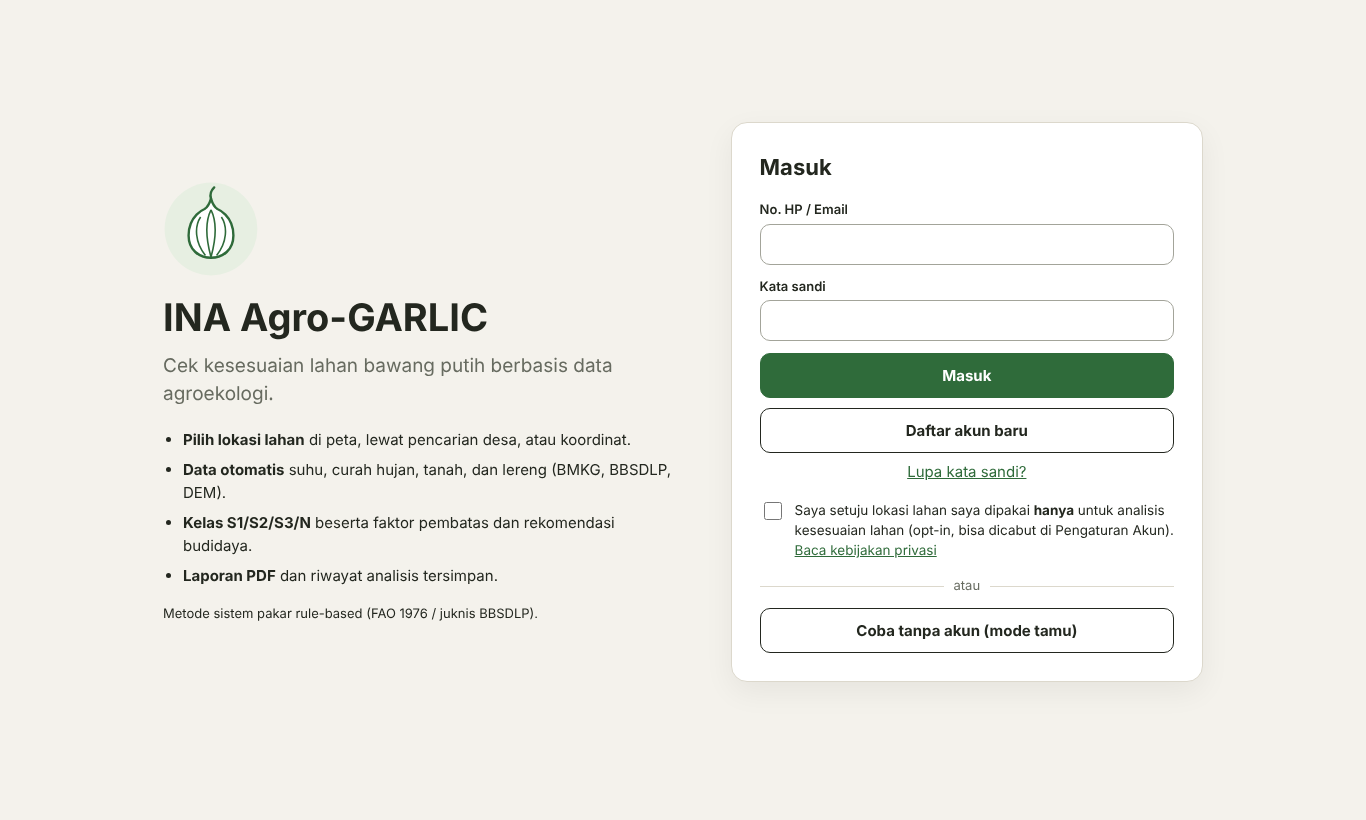 INA Agro-GARLIC
Cek kesesuaian lahan bawang putih berbasis data
agroekologi.
• Pilih lokasi lahan di peta, lewat pencarian desa, atau koordinat.
• Data otomatis suhu, curah hujan, tanah, dan lereng (BMKG, BBSDLP,
DEM).
• Kelas S1/S2/S3/N beserta faktor pembatas dan rekomendasi
budidaya.
• Laporan PDF dan riwayat analisis tersimpan.
Metode sistem pakar rule-based (FAO 1976 / juknis BBSDLP).
Masuk
No. HP / Email
Kata sandi
Masuk
Daftar akun baru
Lupa kata sandi?
Saya setuju lokasi lahan saya dipakai hanya untuk analisis
kesesuaian lahan (opt-in, bisa dicabut di Pengaturan Akun).
Baca kebijakan privasi
atau
Coba tanpa akun (mode tamu)